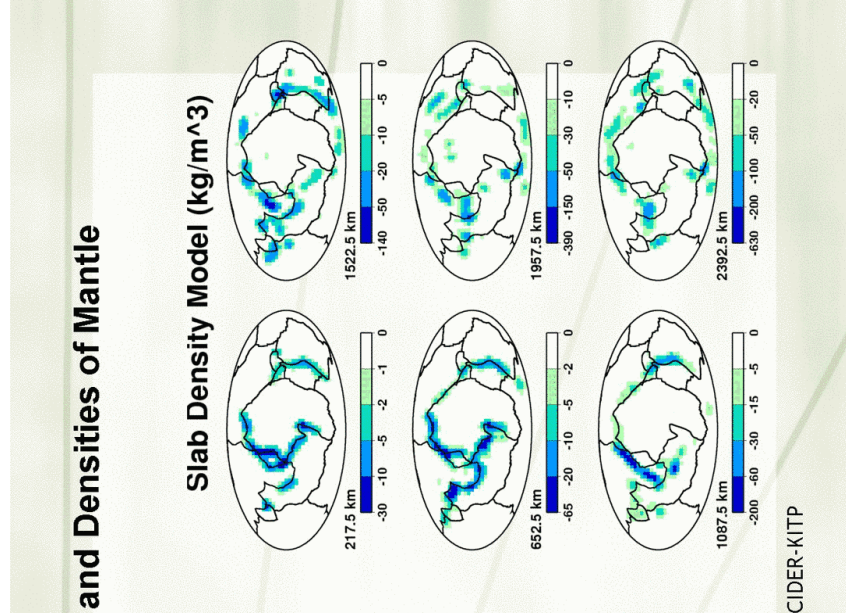 and Densities of Mantle
Slab Density Model (kg/m^3)
217.5 km
-30 -10 -5 -2 -1 0
1522.5 km
-140 -50 -20 -10 -5 0
652.5 km
-65 -20 -10 -5 -2 0
1957.5 km
-390 -150 -50 -30 -10 0
1087.5 km
-200 -60 -30 -15 -5 0
2392.5 km
-630 -200 -100 -50 -20 0
CIDER-KITP